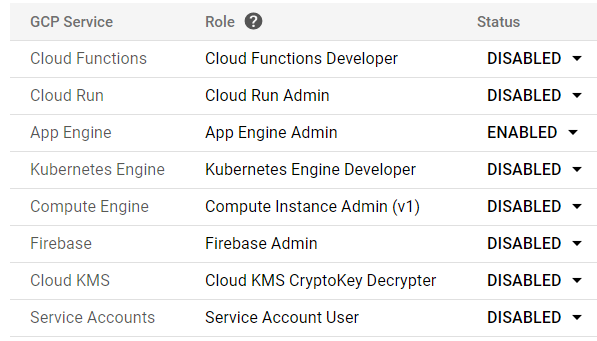 GCP Service Role ? Status
Cloud Functions Cloud Functions Developer DISABLED
Cloud Run Cloud Run Admin DISABLED
App Engine App Engine Admin ENABLED
Kubernetes Engine Kubernetes Engine Developer DISABLED
Compute Engine Compute Instance Admin (v1) DISABLED
Firebase Firebase Admin DISABLED
Cloud KMS Cloud KMS CryptoKey Decrypter DISABLED
Service Accounts Service Account User DISABLED